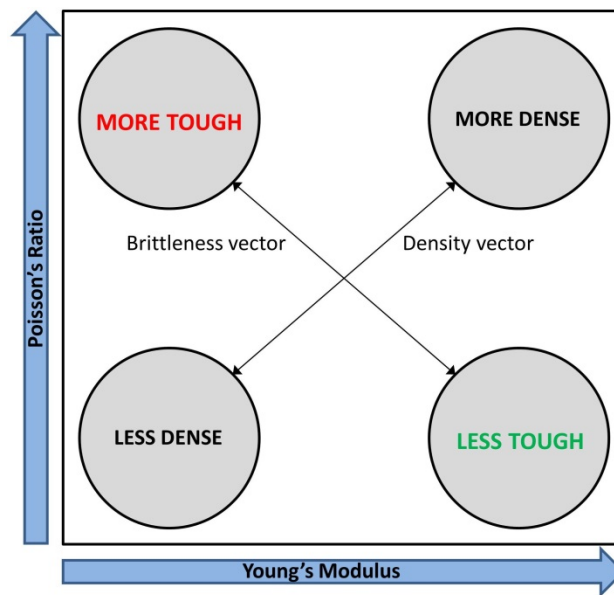 MORE TOUGH
MORE DENSE
Brittleness vector
Density vector
Poisson's Ratio
LESS DENSE
LESS TOUGH
Young's Modulus